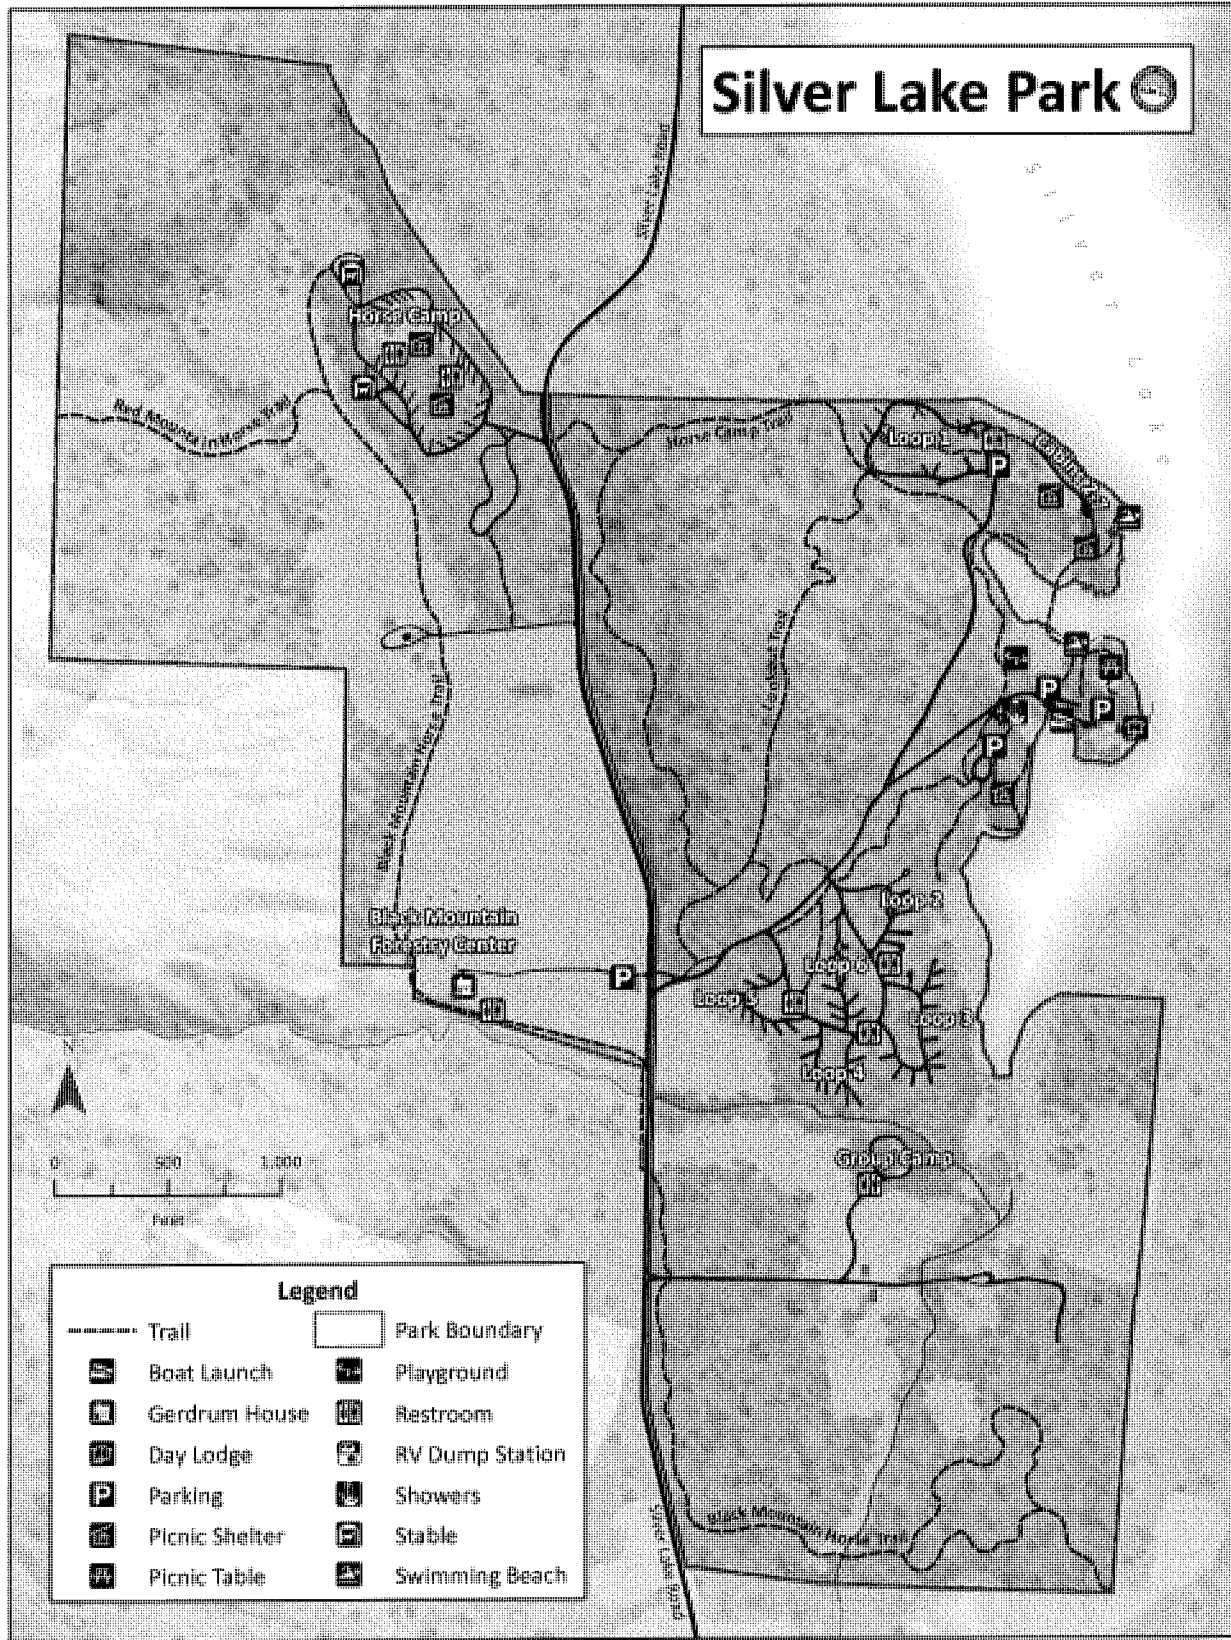 Silver Lake Park
Silver Lake Road
Silver Lake
Horse Camp
Red Mountain Horse Trail
Horse Camp Trail
Loop 1
P
Lookout Trail
P
P
P
Black Mountain Horse Trail
Black Mountain
Forestry Center
P
Loop 2
Loop 6
Loop 5
Loop 3
Loop 4
Group Camp
0 500 1,000
Feet
Legend
Trail
Park Boundary
Boat Launch
Playground
Gerdrum House
Restroom
Day Lodge
RV Dump Station
P Parking
Showers
Picnic Shelter
Stable
Picnic Table
Swimming Beach
Black Mountain Horse Trail
Silver Lake Road